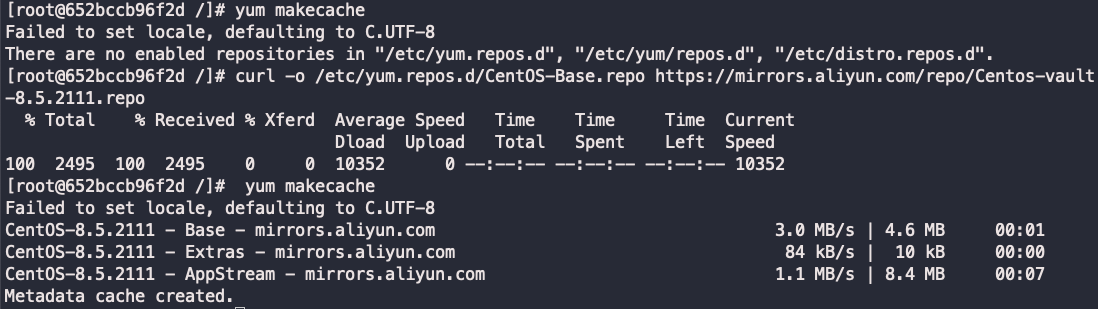 [root@652bccb96f2d /]# yum makecache
Failed to set locale, defaulting to C.UTF-8
There are no enabled repositories in "/etc/yum.repos.d", "/etc/yum/repos.d", "/etc/distro.repos.d".
[root@652bccb96f2d /]# curl -o /etc/yum.repos.d/CentOS-Base.repo https://mirrors.aliyun.com/repo/Centos-vault
-8.5.2111.repo
  % Total    % Received % Xferd  Average Speed   Time    Time     Time  Current
                                 Dload  Upload   Total   Spent    Left  Speed
100  2495  100  2495    0     0  10352      0 --:--:-- --:--:-- --:--:-- 10352
[root@652bccb96f2d /]#  yum makecache
Failed to set locale, defaulting to C.UTF-8
CentOS-8.5.2111 - Base - mirrors.aliyun.com                                  3.0 MB/s | 4.6 MB     00:01
CentOS-8.5.2111 - Extras - mirrors.aliyun.com                                 84 kB/s |  10 kB     00:00
CentOS-8.5.2111 - AppStream - mirrors.aliyun.com                             1.1 MB/s | 8.4 MB     00:07
Metadata cache created.